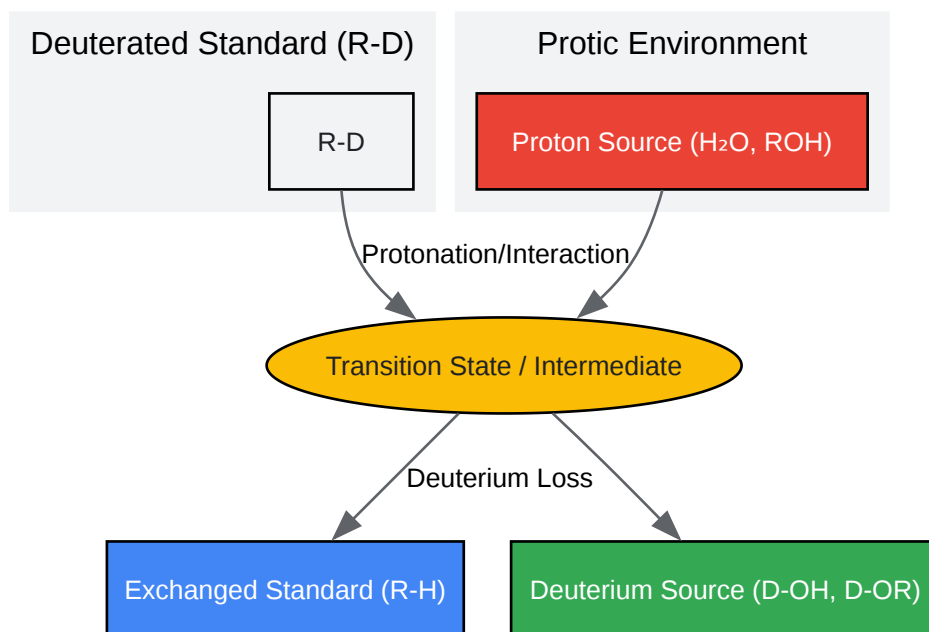 Deuterated Standard (R-D)
Protic Environment
R-D
Proton Source (H₂O, ROH)
Protonation/Interaction
Transition State / Intermediate
Deuterium Loss
Exchanged Standard (R-H)
Deuterium Source (D-OH, D-OR)